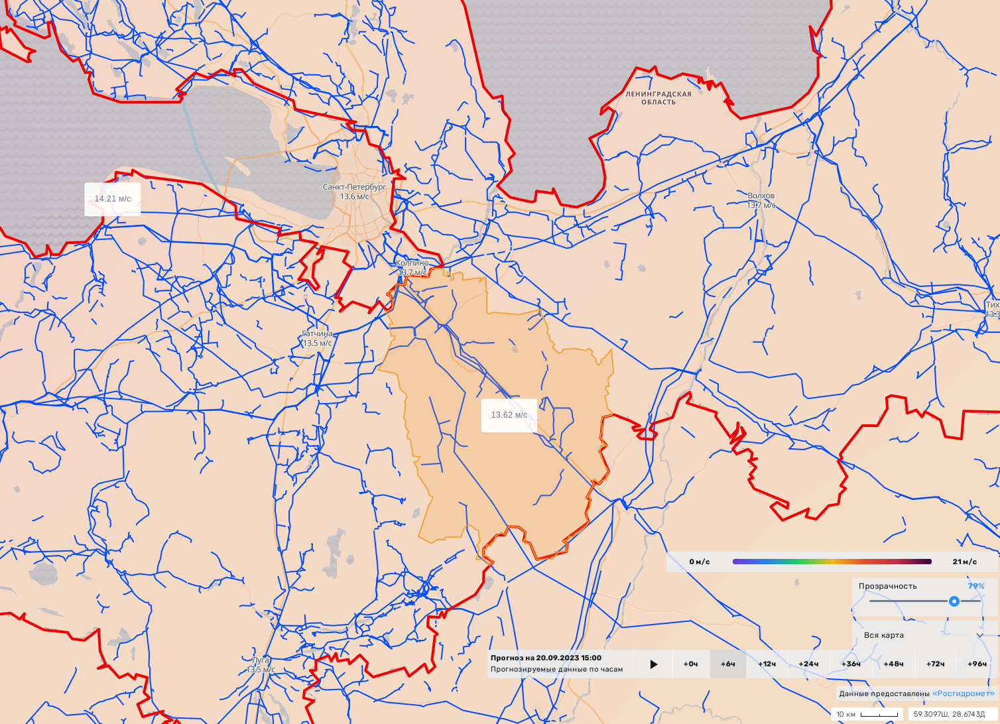 ЛЕНИНГРАДСКАЯ
ОБЛАСТЬ
14.21 м/с
Санкт-Петербург
13.6 м/с
Волхов
13.7 м/с
Колпино
13.7 м/с
Тих
13.3
Гатчина
13.5 м/с
13.62 м/с
0 м/с
21 м/с
Прозрачность 79%
Вся карта
Прогноз на 20.09.2023 15:00
Прогнозируемые данные по часам
+0ч +6ч +12ч +24ч +36ч +48ч +72ч +96ч
Луга
13.5 м/с
Данные предоставлены «Росгидромет»
10 км
59.3097Ш, 28.6743Д